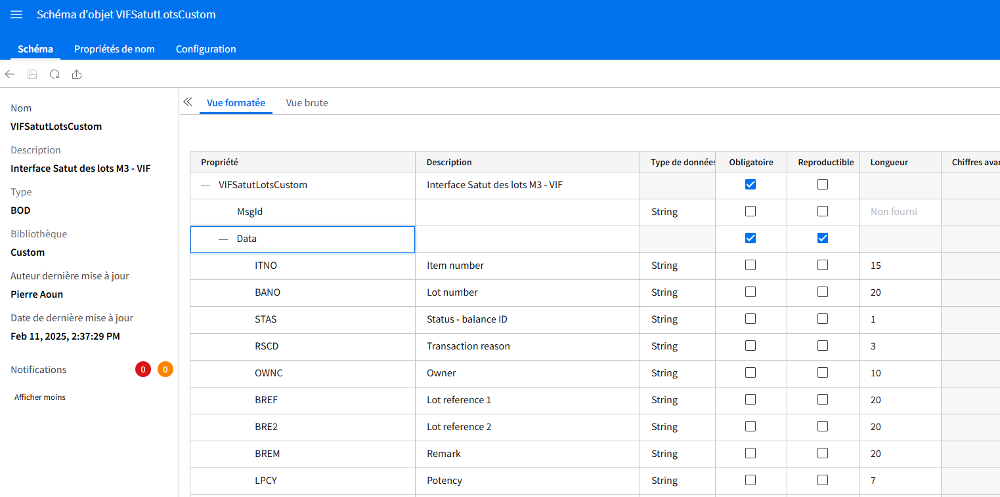 Schéma d'objet VIFSatutLotsCustom
Schéma Propriétés de nom Configuration
Nom
VIFSatutLotsCustom
Description
Interface Satut des lots M3 - VIF
Type
BOD
Bibliothèque
Custom
Auteur dernière mise à jour
Pierre Aoun
Date de dernière mise à jour
Feb 11, 2025, 2:37:29 PM
Notifications 0 0
Afficher moins
Vue formatée Vue brute
Propriété Description Type de données Obligatoire Reproductible Longueur Chiffres avan
VIFSatutLotsCustom Interface Satut des lots M3 - VIF
MsgId String Non fourni
Data
ITNO Item number String 15
BANO Lot number String 20
STAS Status - balance ID String 1
RSCD Transaction reason String 3
OWNC Owner String 10
BREF Lot reference 1 String 20
BRE2 Lot reference 2 String 20
BREM Remark String 20
LPCY Potency String 7